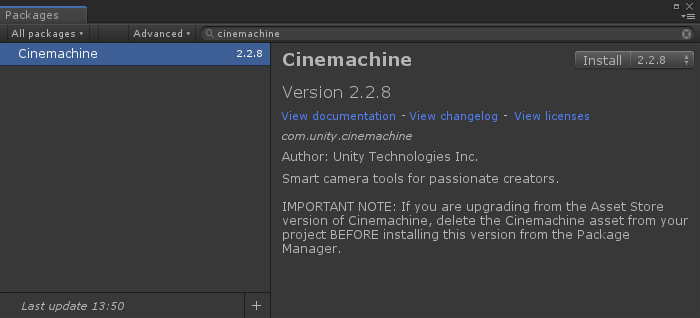 Packages
All packages
Advanced
cinemachine
Cinemachine 2.2.8
Last update 13:50
+
Cinemachine
Install 2.2.8
Version 2.2.8
View documentation - View changelog - View licenses
com.unity.cinemachine
Author: Unity Technologies Inc.
Smart camera tools for passionate creators.
IMPORTANT NOTE: If you are upgrading from the Asset Store
version of Cinemachine, delete the Cinemachine asset from your
project BEFORE installing this version from the Package
Manager.